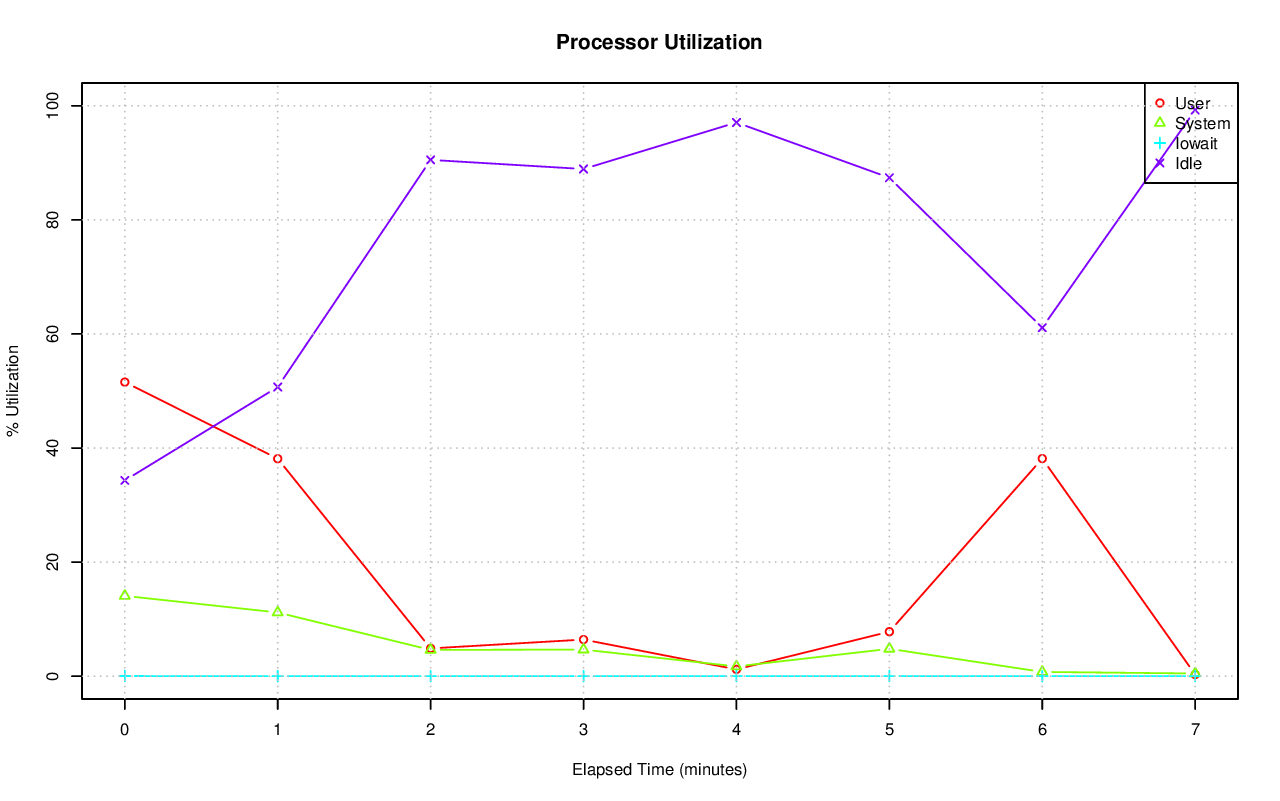 Processor Utilization
% Utilization
100
80
60
40
20
0
User
System
Iowait
Idle
0 1 2 3 4 5 6 7
Elapsed Time (minutes)